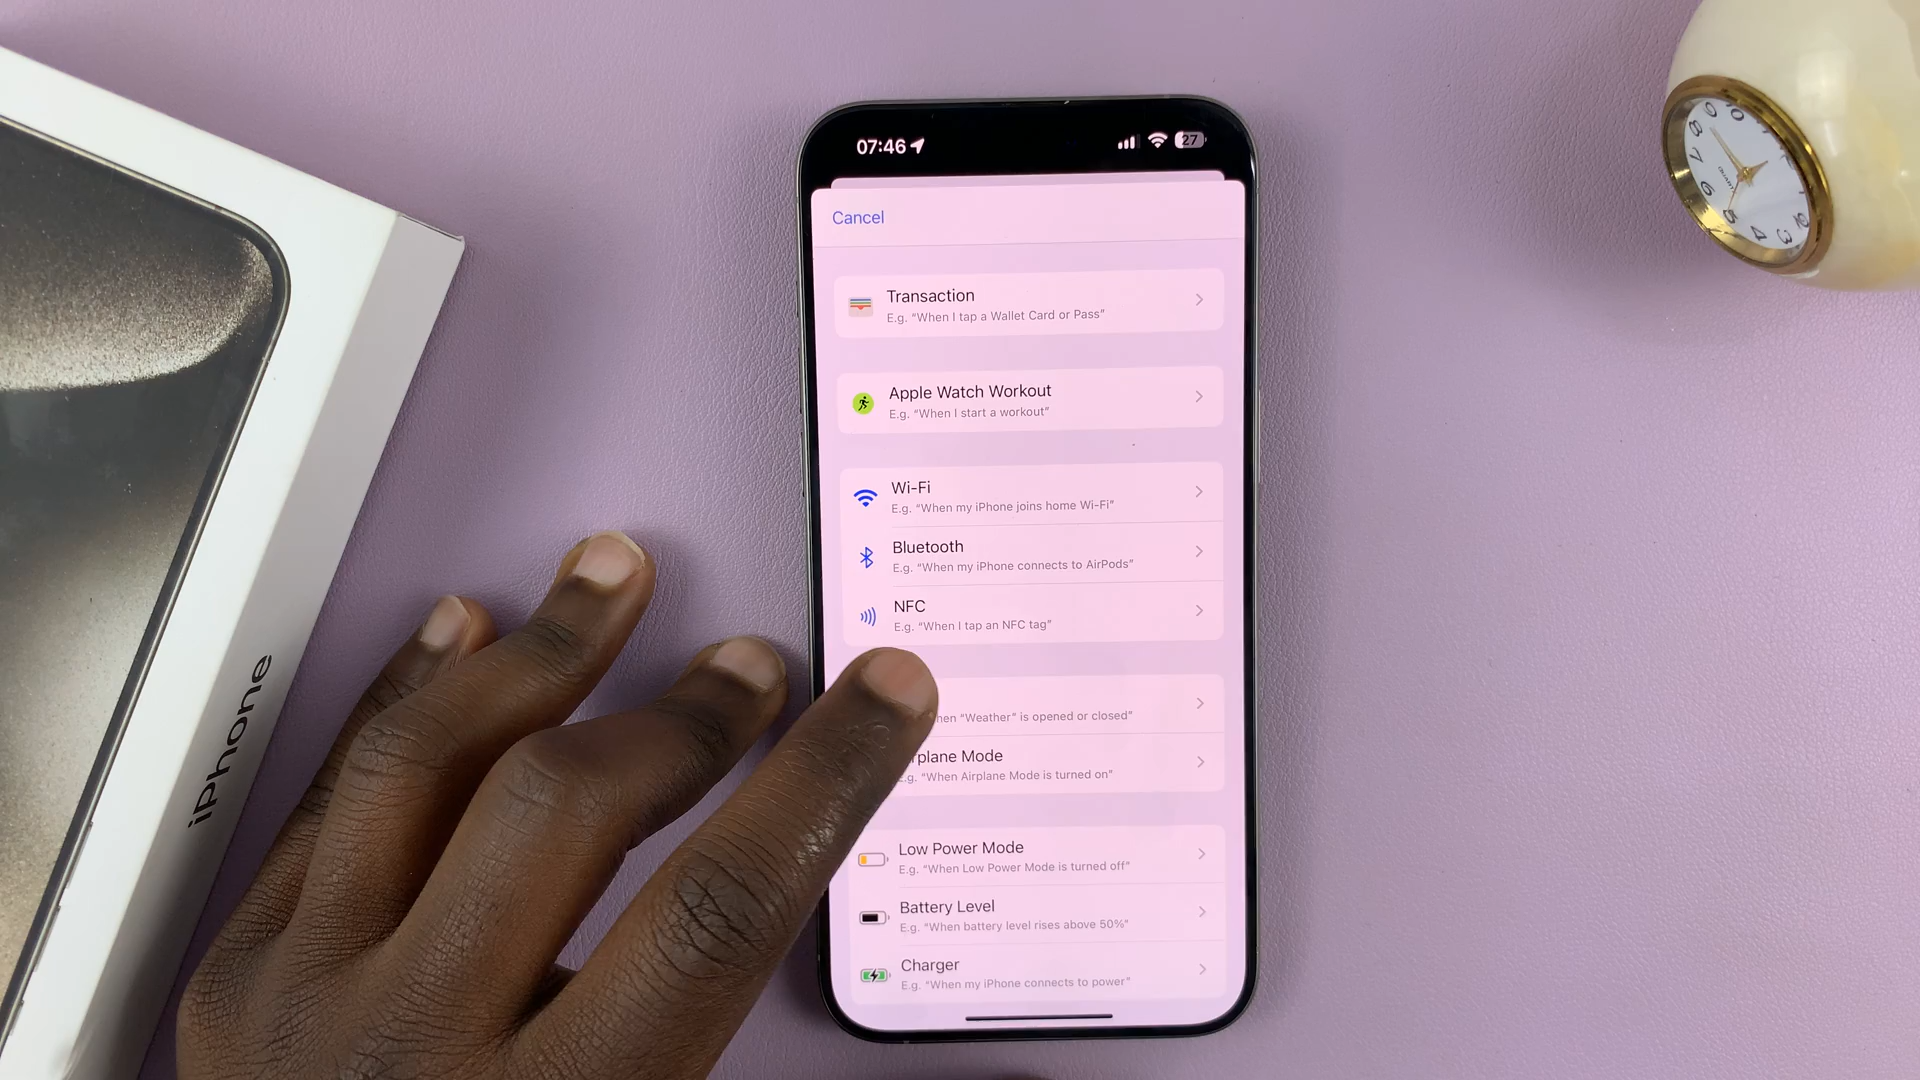 07:46
27
Cancel
Transaction
E.g. “When I tap a Wallet Card or Pass”
Apple Watch Workout
E.g. “When I start a workout”
Wi-Fi
E.g. “When my iPhone joins home Wi-Fi”
Bluetooth
E.g. “When my iPhone connects to AirPods”
NFC
E.g. “When I tap an NFC tag”
“Weather” is opened or closed”
Mode
E.g. “When Airplane Mode is turned on”
Low Power Mode
E.g. “When Low Power Mode is turned off”
Battery Level
E.g. “When battery level rises above 50%”
Charger
E.g. “When my iPhone connects to power”
iPhone